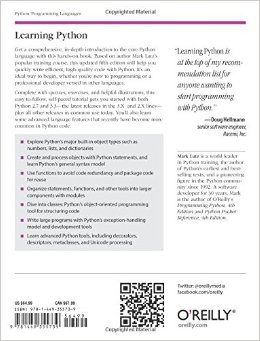 Python/Programming Languages
Learning Python
Get a comprehensive, in-depth introduction to the core Python
language with this hands-on book. Based on author Mark Lutz's
popular training course, this updated fifth edition will help you
quickly write efficient, high-quality code with Python. It's an
ideal way to begin, whether you're new to programming or a
professional developer versed in other languages.
Complete with quizzes, exercises, and helpful illustrations, this
easy-to-follow, self-paced tutorial gets you started with both
Python 2.7 and 3.3—the latest releases in the 3.X and 2.X lines—
plus all other releases in common use today. You'll also learn
some advanced language features that recently have become more
common in Python code.
Explore Python's major built-in object types such as
numbers, lists, and dictionaries
Create and process objects with Python statements, and
learn Python's general syntax model
Use functions to avoid code redundancy and package code
for reuse
Organize statements, functions, and other tools into larger
components with modules
Dive into classes: Python's object-oriented programming
tool for structuring code
Write large programs with Python's exception-handling
model and development tools
Learn advanced Python tools, including decorators,
descriptors, metaclasses, and Unicode processing
"Learning Python is
at the top of my recom-
mendation list for
anyone wanting to
start programming
with Python."
—Doug Hellmann
senior software engineer,
Racemi, Inc.
Mark Lutz is a world leader
in Python training, the author
of Python's earliest and best-
selling texts, and a pioneering
figure in the Python commu-
nity since 1992. A software
developer for 30 years, Mark
is the author of O'Reilly's
Programming Python, 4th
Edition and Python Pocket
Reference, 4th Edition.
US $64.99
CAN $67.99
ISBN: 978-1-449-35573-9
56499
9 781449 355739
Twitter: @oreillymedia
facebook.com/oreilly
O'REILLY
oreilly.com
Copyrighted Material